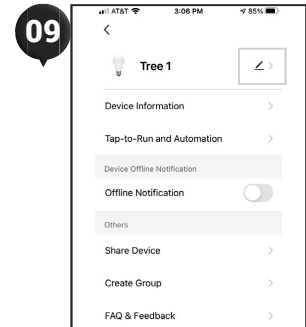 09
AT&T 3:06 PM 85%
Tree 1
Device Information
Tap-to-Run and Automation
Device Offline Notification
Offline Notification
Others
Share Device
Create Group
FAQ & Feedback